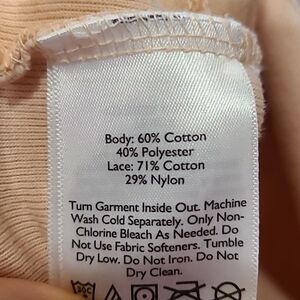 Body: 60% Cotton
40% Polyester
Lace: 71% Cotton
29% Nylon
Turn Garment Inside Out. Machine
Wash Cold Separately. Only Non-
Chlorine Bleach As Needed. Do
Not Use Fabric Softeners. Tumble
Dry Low. Do Not Iron. Do Not
Dry Clean.